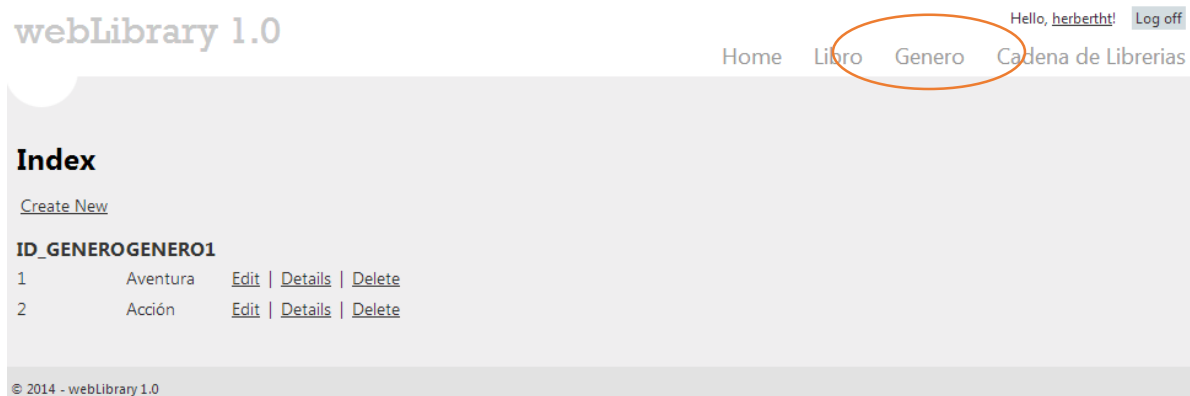 webLibrary 1.0
Hello, herbertht! Log off
Home Libro Genero Cadena de Librerias
Index
Create New
ID_GENEROGENERO1
1 Aventura Edit | Details | Delete
2 Acción Edit | Details | Delete
© 2014 - webLibrary 1.0